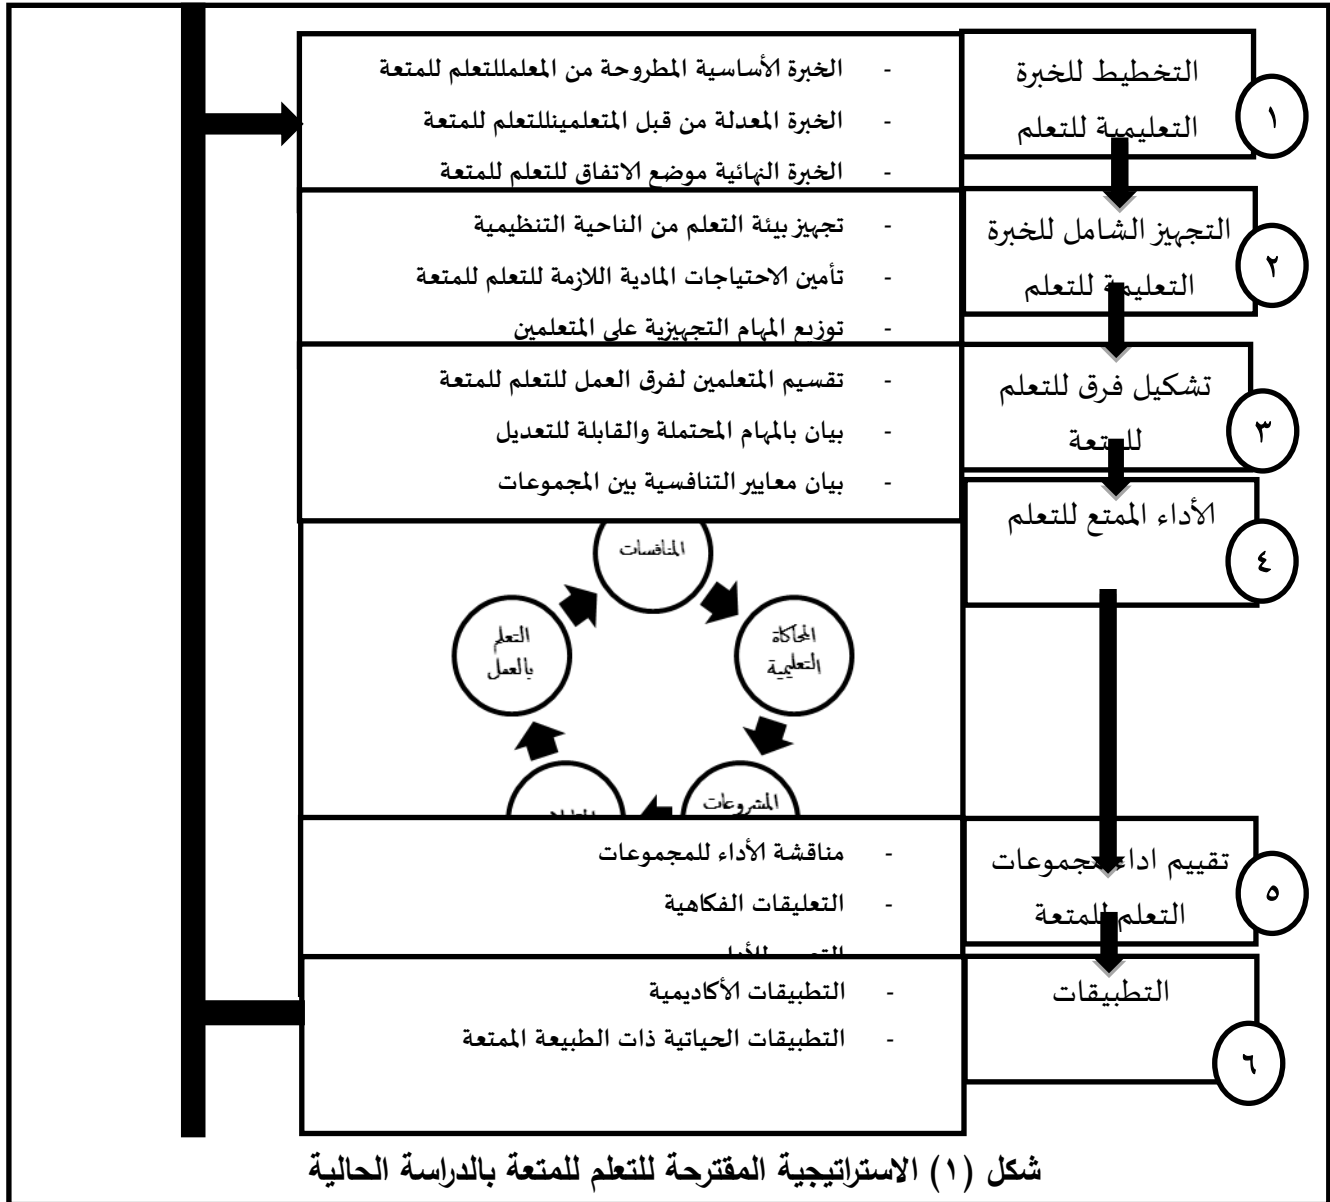 التخطيط للخبرة
التعليمية للتعلم
١
- الخبرة الأساسية المطروحة من المعلمللتعلم للمتعة
- الخبرة المعدلة من قبل المتعلمينللتعلم للمتعة
- الخبرة النهائية موضع الاتفاق للتعلم للمتعة
التجهيز الشامل للخبرة
التعليمية للتعلم
٢
- تجهيز بيئة التعلم من الناحية التنظيمية
- تأمين الاحتياجات المادية اللازمة للتعلم للمتعة
- توزيع المهام التجهيزية على المتعلمين
تشكيل فرق للتعلم
للمتعة
٣
- تقسيم المتعلمين لفرق العمل للتعلم للمتعة
- بيان بالمهام المحتملة والقابلة للتعديل
- بيان معايير التنافسية بين المجموعات
الأداء الممتع للتعلم
٤
المنافسات
المحاكاة
التعليمية
المشروعات
التعلم
بالعمل
تقييم اداء مجموعات
التعلم للمتعة
٥
- مناقشة الأداء للمجموعات
- التعليقات الفكاهية
التطبيقات
٦
- التطبيقات الأكاديمية
- التطبيقات الحياتية ذات الطبيعة الممتعة
شكل (١) الاستراتيجية المقترحة للتعلم للمتعة بالدراسة الحالية